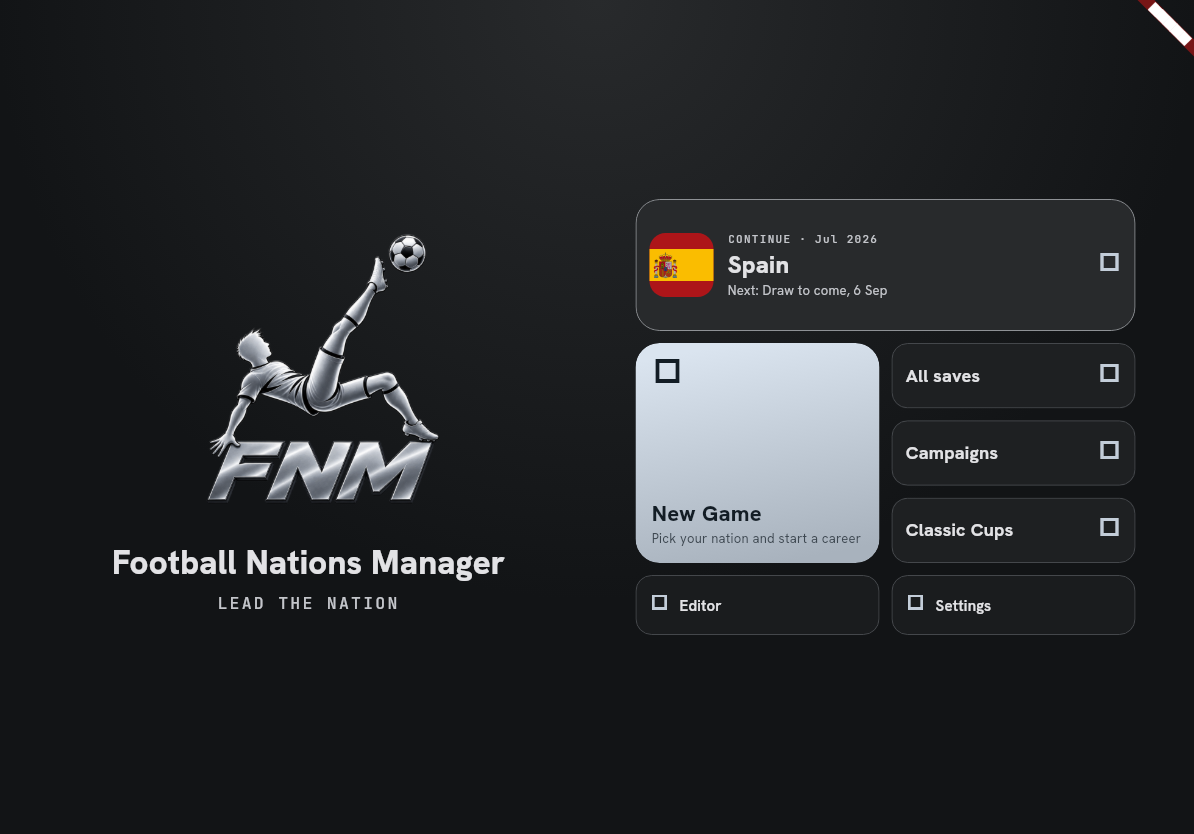 FNM
Football Nations Manager
LEAD THE NATION
CONTINUE · Jul 2026
Spain
Next: Draw to come, 6 Sep
New Game
Pick your nation and start a career
All saves
Campaigns
Classic Cups
Editor
Settings